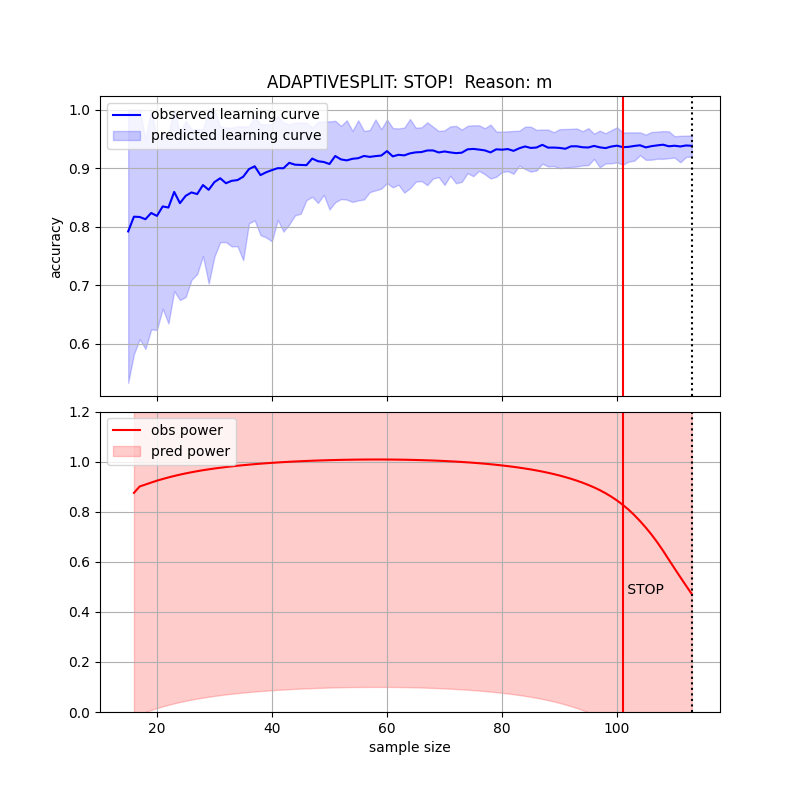 ADAPTIVESPLIT: STOP!  Reason: m
1.0
0.9
0.8
0.7
0.6
accuracy
observed learning curve
predicted learning curve
1.2
1.0
0.8
0.6
0.4
0.2
0.0
obs power
pred power
STOP
20 40 60 80 100
sample size